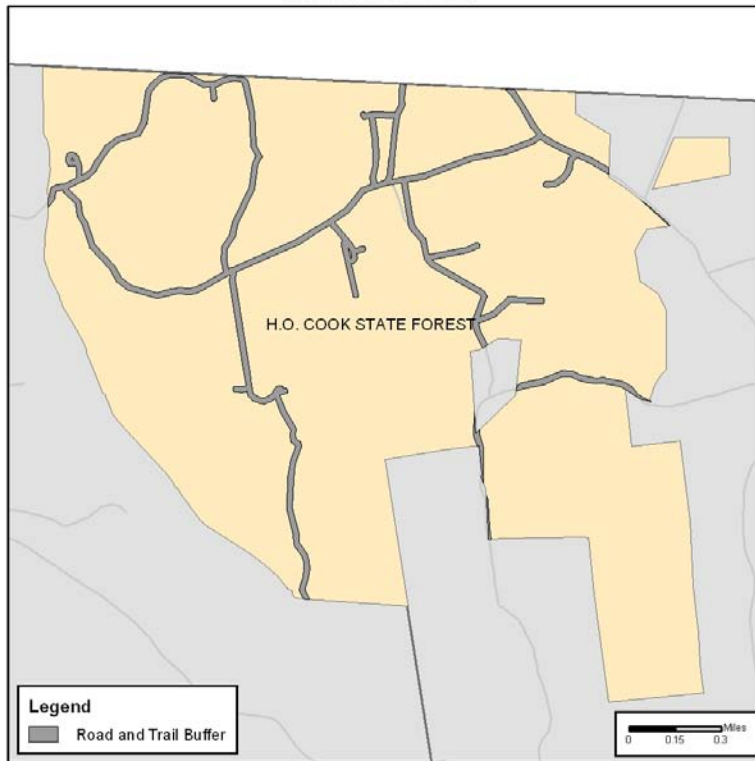 H.O. COOK STATE FOREST
Legend
Road and Trail Buffer
Miles
0 0.15 0.3